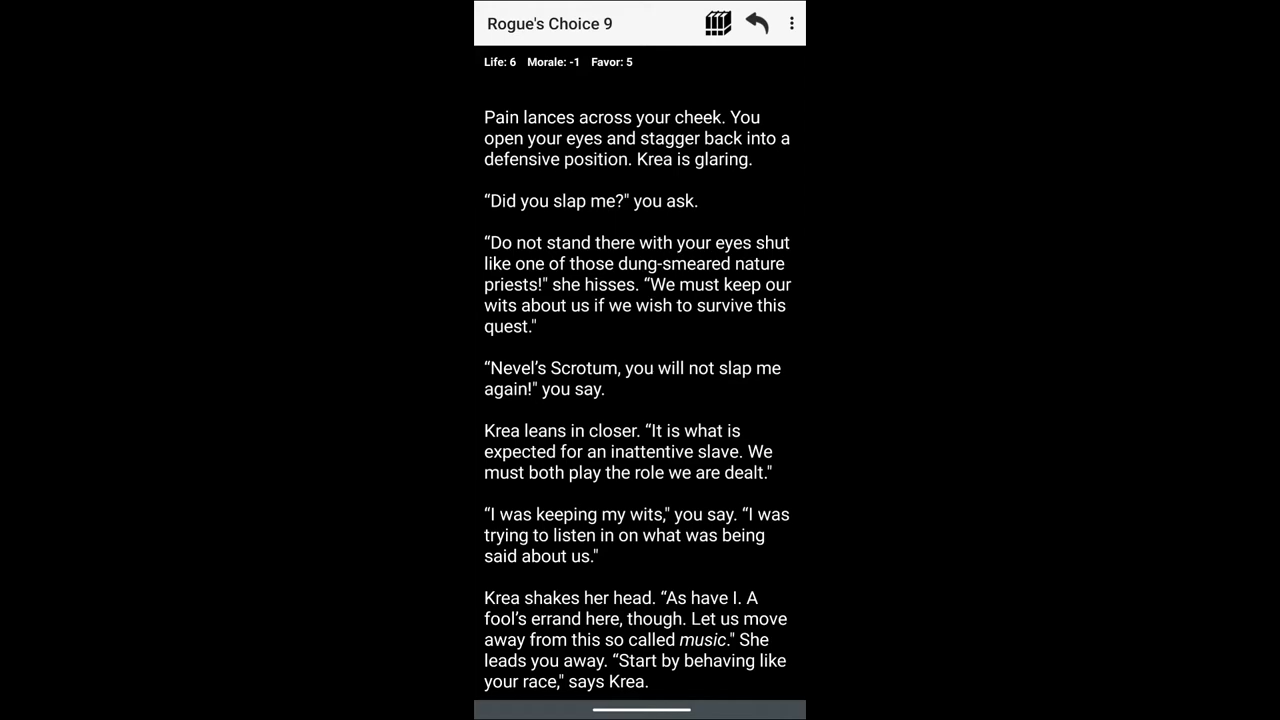 Rogue's Choice 9
Life: 6 Morale: -1 Favor: 5
Pain lances across your cheek. You
open your eyes and stagger back into a
defensive position. Krea is glaring.
“Did you slap me?" you ask.
“Do not stand there with your eyes shut
like one of those dung-smeared nature
priests!" she hisses. “We must keep our
wits about us if we wish to survive this
quest."
“Nevel’s Scrotum, you will not slap me
again!" you say.
Krea leans in closer. “It is what is
expected for an inattentive slave. We
must both play the role we are dealt."
“I was keeping my wits," you say. “I was
trying to listen in on what was being
said about us."
Krea shakes her head. “As have I. A
fool’s errand here, though. Let us move
away from this so called music." She
leads you away. “Start by behaving like
your race," says Krea.